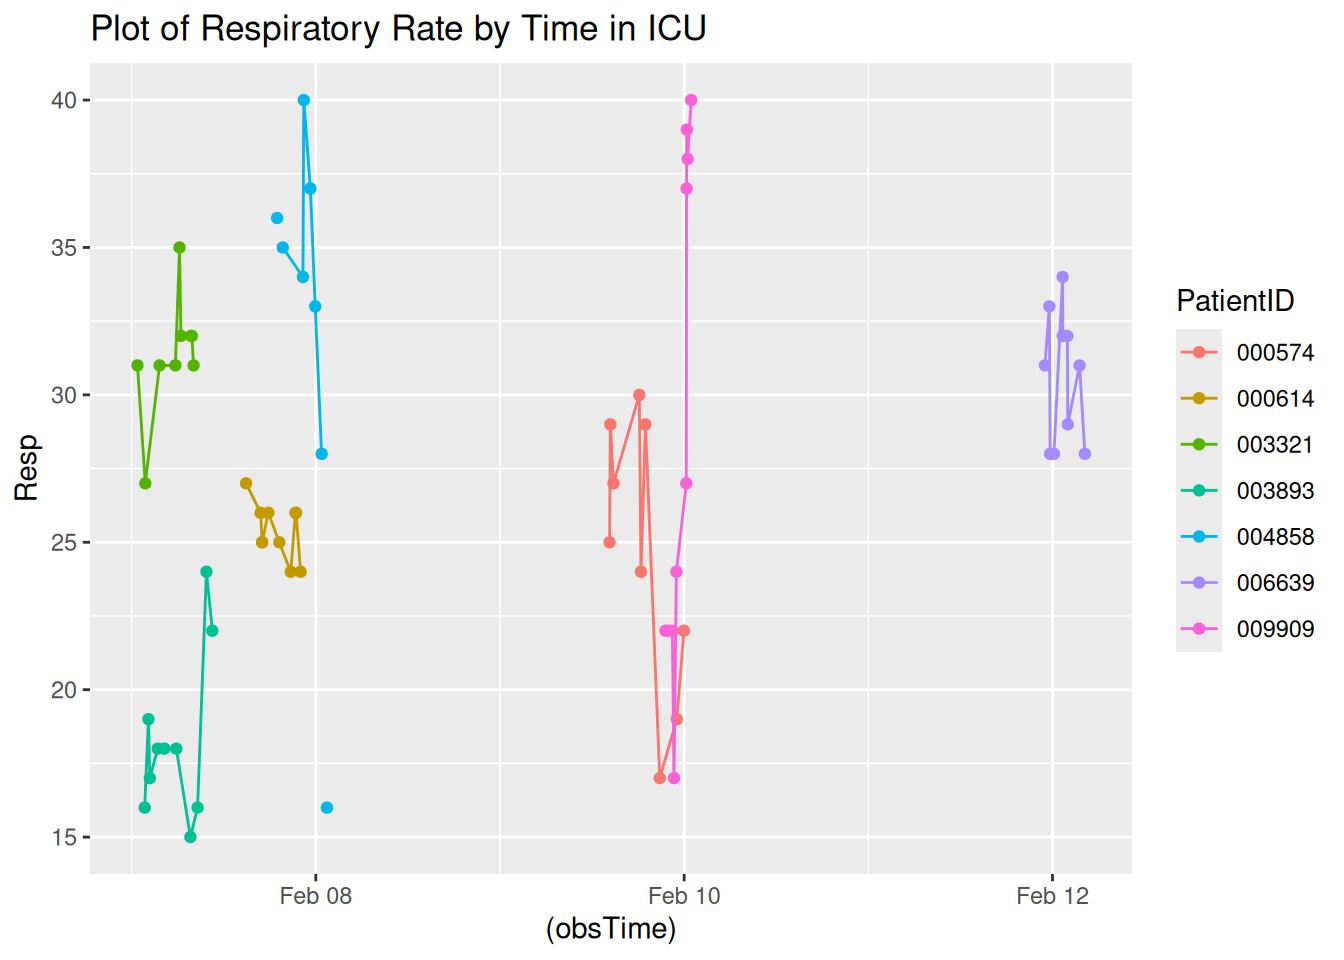 Plot of Respiratory Rate by Time in ICU
40
35
30
25
20
15
Resp
Feb 08
Feb 10
Feb 12
(obsTime)
PatientID
000574
000614
003321
003893
004858
006639
009909